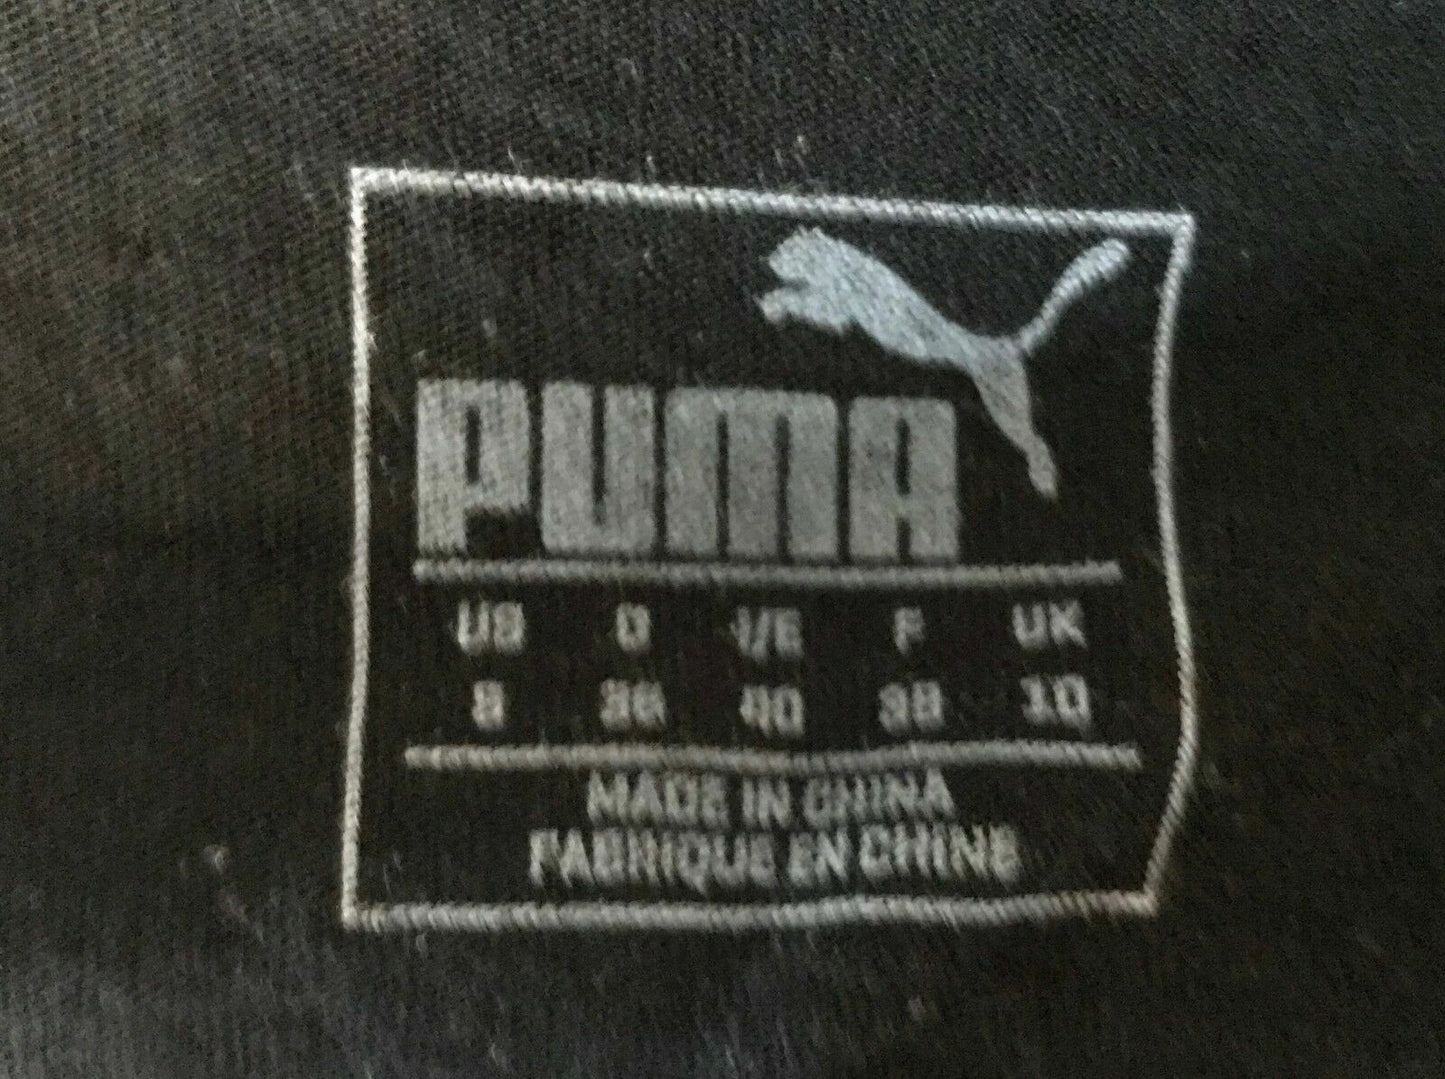 PUMA
US D I/E F UK
8 36 40 38 10
MADE IN CHINA
FABRIQUE EN CHINE